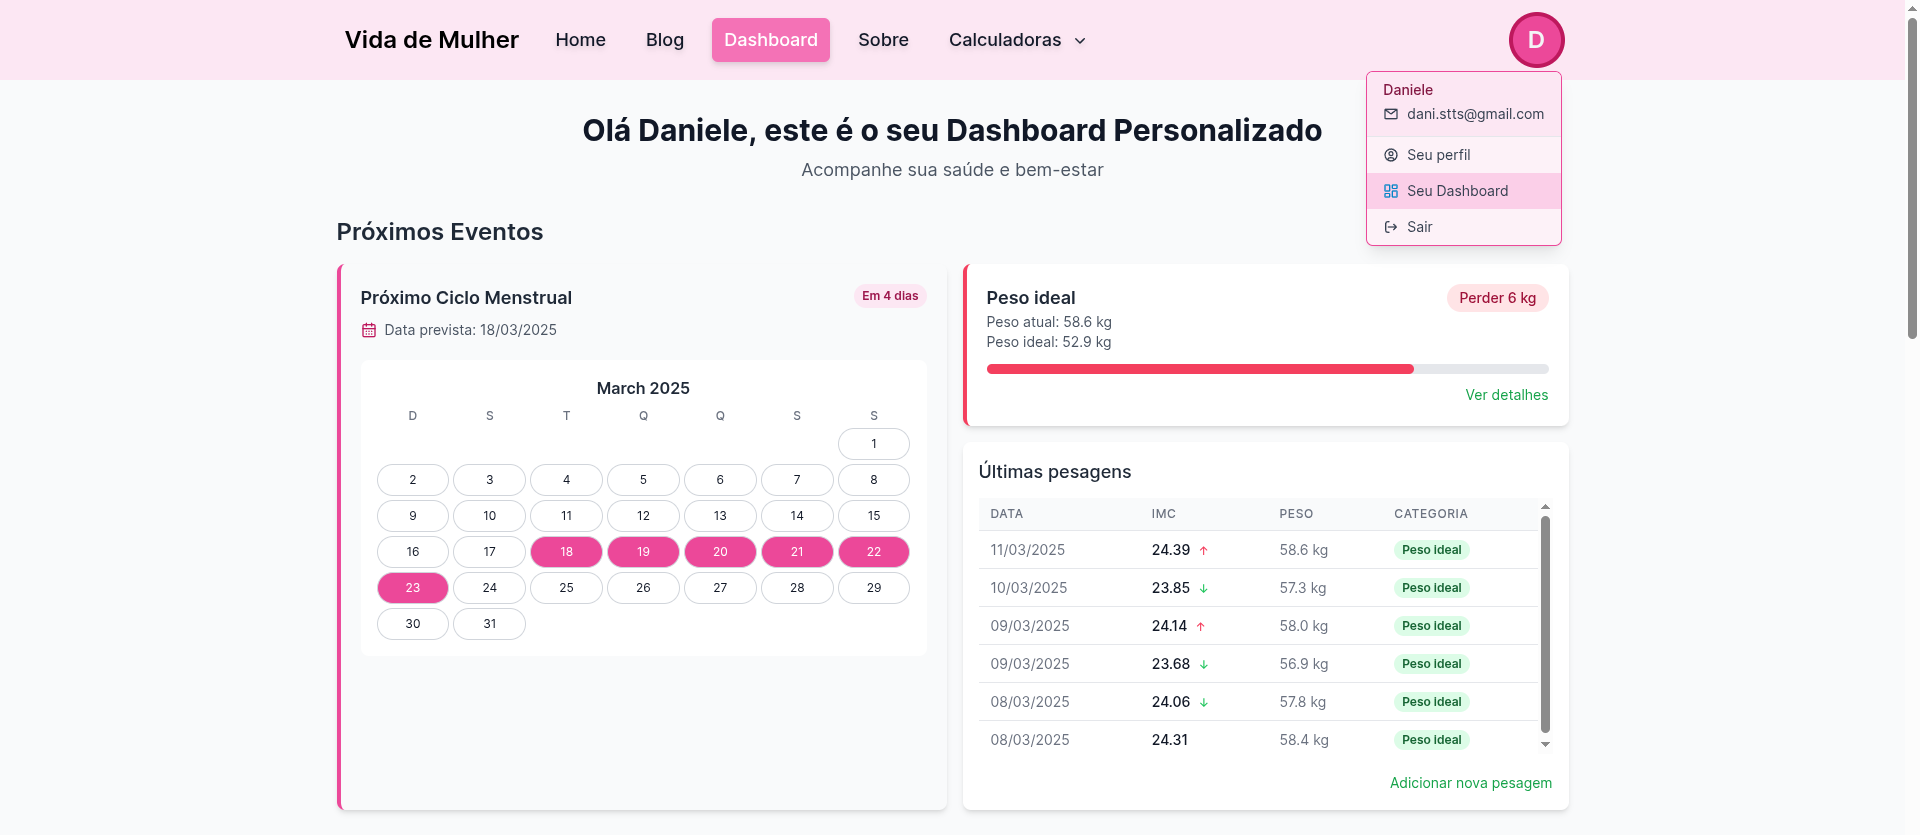 Vida de Mulher
Home
Blog
Dashboard
Sobre
Calculadoras
D
Daniele
dani.stts@gmail.com
Seu perfil
Seu Dashboard
Sair
Olá Daniele, este é o seu Dashboard Personalizado
Acompanhe sua saúde e bem-estar
Próximos Eventos
Próximo Ciclo Menstrual
Em 4 dias
Data prevista: 18/03/2025
March 2025
D S T Q Q S S
1
2 3 4 5 6 7 8
9 10 11 12 13 14 15
16 17 18 19 20 21 22
23 24 25 26 27 28 29
30 31
Peso ideal
Perder 6 kg
Peso atual: 58.6 kg
Peso ideal: 52.9 kg
Ver detalhes
Últimas pesagens
DATA IMC PESO CATEGORIA
11/03/2025 24.39 ↑ 58.6 kg Peso ideal
10/03/2025 23.85 ↓ 57.3 kg Peso ideal
09/03/2025 24.14 ↑ 58.0 kg Peso ideal
09/03/2025 23.68 ↓ 56.9 kg Peso ideal
08/03/2025 24.06 ↓ 57.8 kg Peso ideal
08/03/2025 24.31 58.4 kg Peso ideal
Adicionar nova pesagem